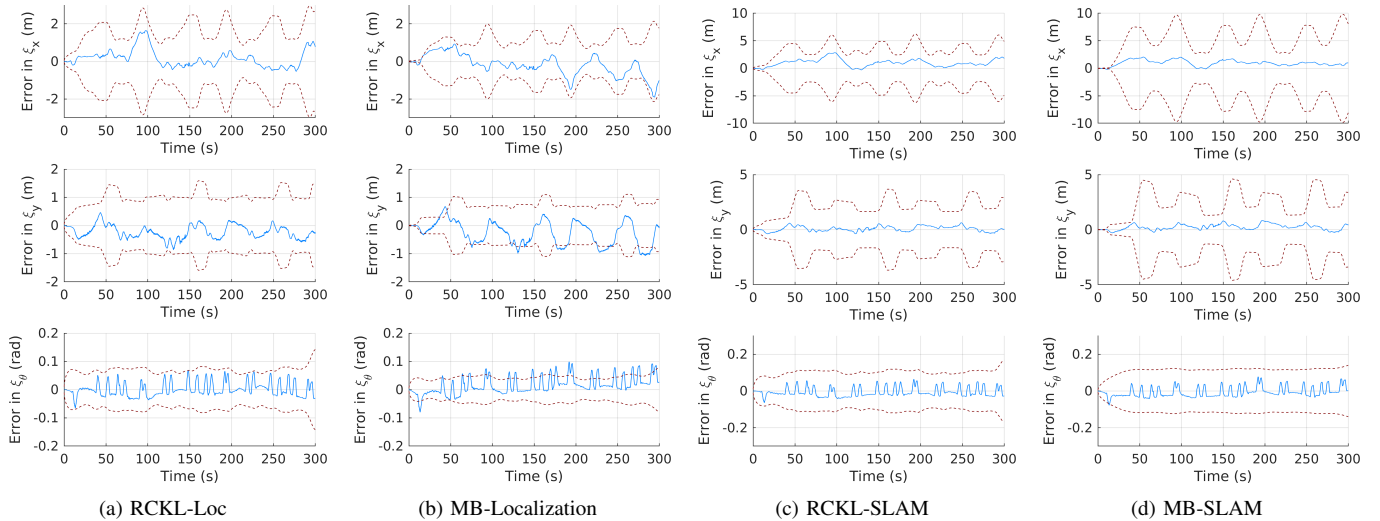 Error in ξx (m)
2
0
-2
0 50 100 150 200 250 300
Time (s)
Error in ξy (m)
2
1
0
-1
-2
0 50 100 150 200 250 300
Time (s)
Error in ξθ (rad)
0.2
0.1
0
-0.1
-0.2
0 50 100 150 200 250 300
Time (s)
(a) RCKL-Loc
Error in ξx (m)
2
0
-2
0 50 100 150 200 250 300
Time (s)
Error in ξy (m)
2
1
0
-1
-2
0 50 100 150 200 250 300
Time (s)
Error in ξθ (rad)
0.2
0.1
0
-0.1
-0.2
0 50 100 150 200 250 300
Time (s)
(b) MB-Localization
Error in ξx (m)
10
5
0
-5
-10
0 50 100 150 200 250 300
Time (s)
Error in ξy (m)
5
0
-5
0 50 100 150 200 250 300
Time (s)
Error in ξθ (rad)
0.2
0
-0.2
0 50 100 150 200 250 300
Time (s)
(c) RCKL-SLAM
Error in ξx (m)
10
5
0
-5
-10
0 50 100 150 200 250 300
Time (s)
Error in ξy (m)
5
0
-5
0 50 100 150 200 250 300
Time (s)
Error in ξθ (rad)
0.2
0
-0.2
0 50 100 150 200 250 300
Time (s)
(d) MB-SLAM